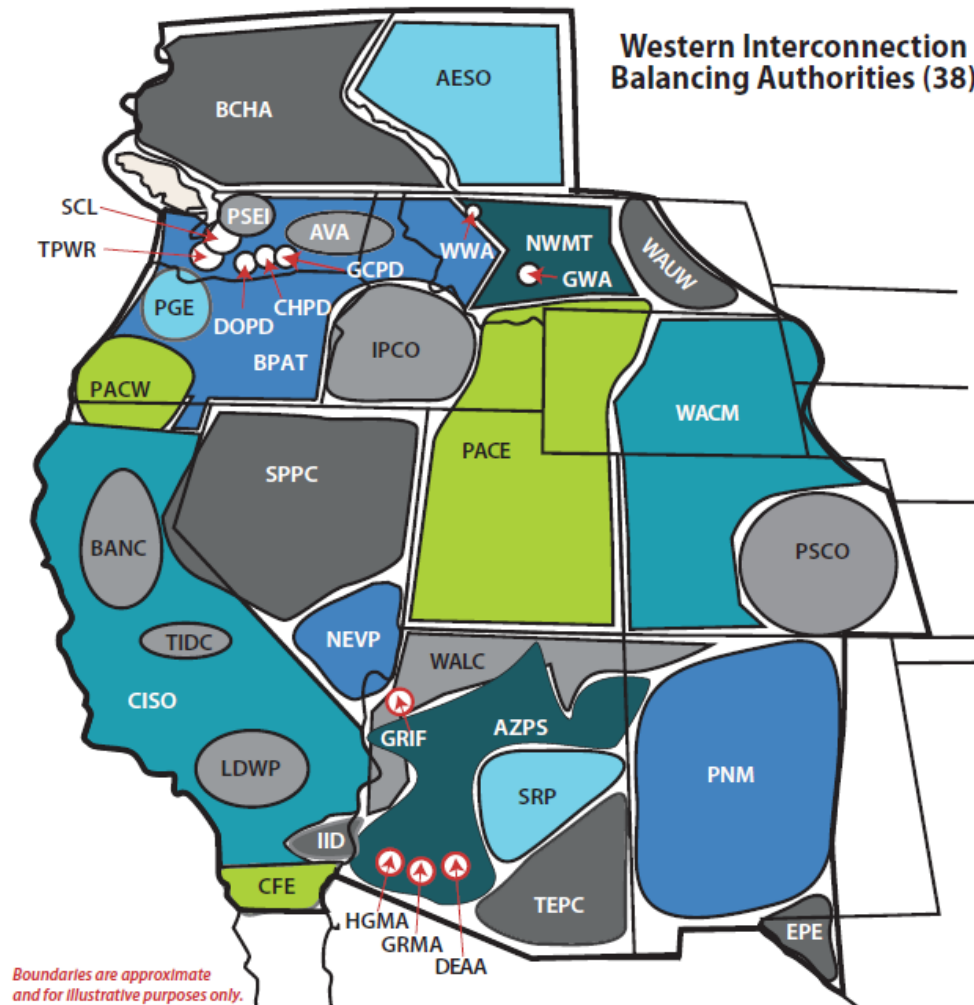 Western Interconnection
Balancing Authorities (38)
BCHA
AESO
SCL
PSEI
TPWR
AVA
WWA
NWMT
WAUW
GCPD
GWA
PGE
CHPD
DOPD
BPAT
IPCO
PACW
WACM
PACE
SPPC
BANC
PSCO
TIDC
NEVP
WALC
CISO
GRIF
AZPS
LDWP
SRP
PNM
IID
CFE
TEPC
HGMA
GRMA
DEAA
EPE
Boundaries are approximate
and for illustrative purposes only.